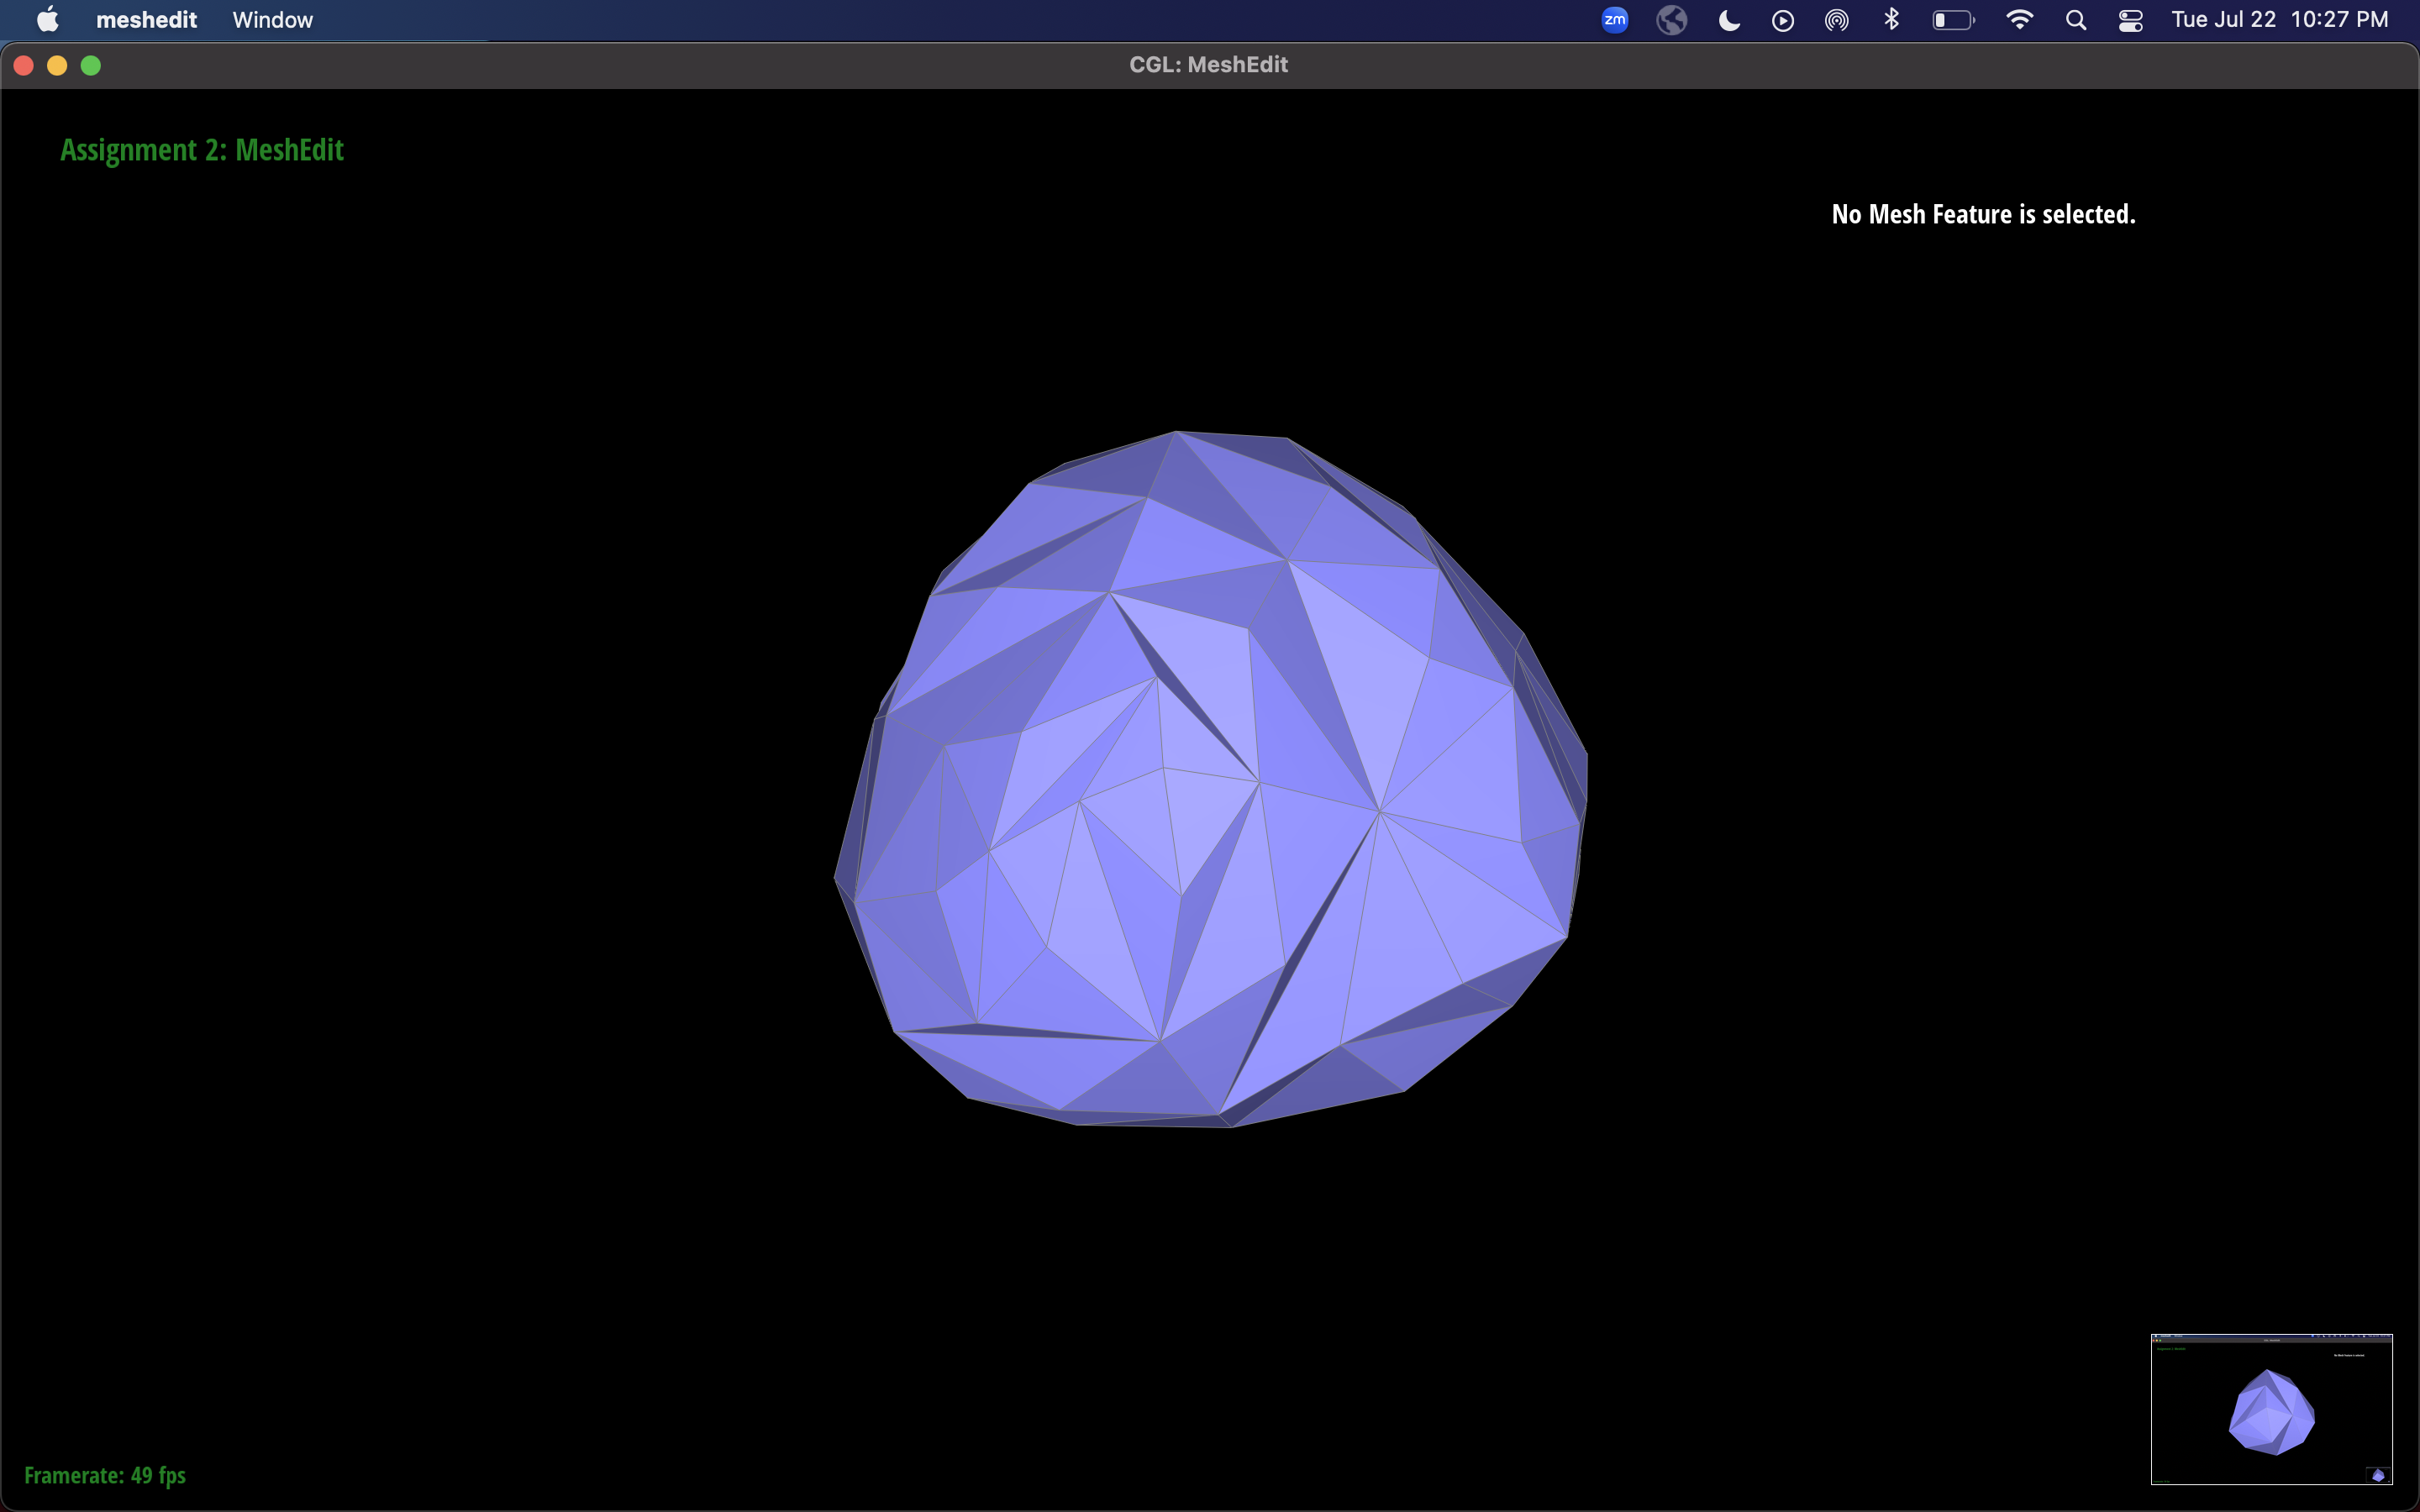 meshedit Window zm Tue Jul 22 10:27 PM
CGL: MeshEdit
Assignment 2: MeshEdit
No Mesh Feature is selected.
Framerate: 49 fps